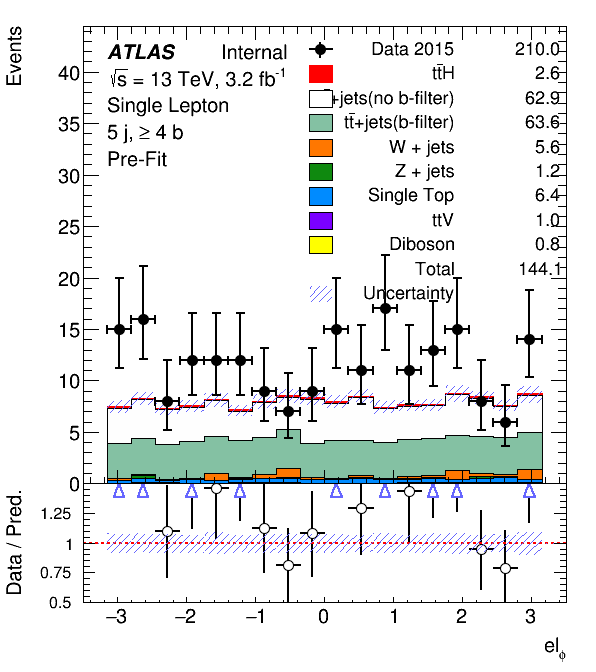 Events
ATLAS Internal
√s = 13 TeV, 3.2 fb⁻¹
Single Lepton
5 j, ≥ 4 b
Pre-Fit
Data 2015 210.0
tt̄H 2.6
+jets(no b-filter) 62.9
tt̄+jets(b-filter) 63.6
W + jets 5.6
Z + jets 1.2
Single Top 6.4
ttV 1.0
Diboson 0.8
Total 144.1
Uncertainty
40
35
30
25
20
15
10
5
0
Data / Pred.
1.25
1
0.75
0.5
−3 −2 −1 0 1 2 3
el_ϕ